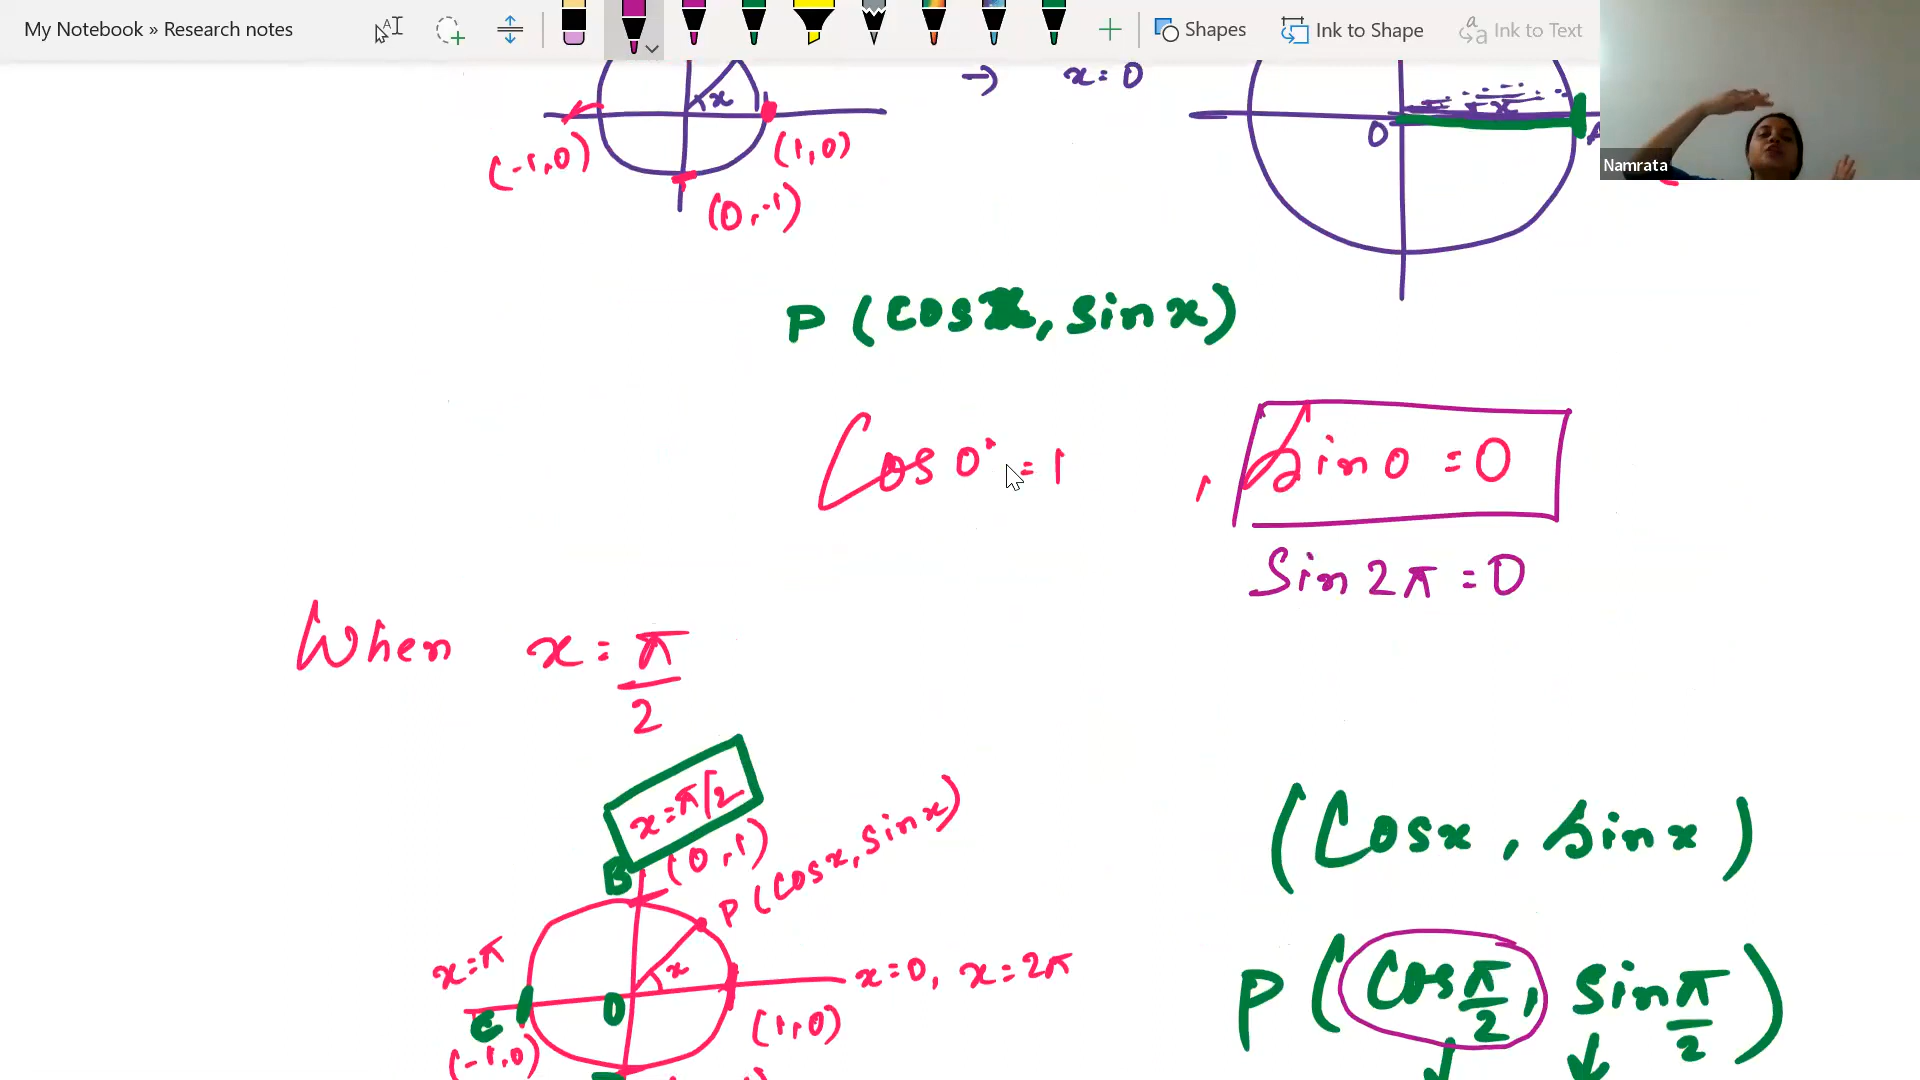 My Notebook » Research notes
Shapes
Ink to Shape
Ink to Text
Namrata
→ x = 0
x
x
O
(-1,0)
(1,0)
(0,-1)
P (cos x, sin x)
Cos 0° = 1 , Sin 0 = 0
Sin 2π = 0
When x = π/2
x = π/2
B (0,1)
P (cos x, sin x)
(Cos x, Sin x)
x = π
x
x=0, x=2π
O
C
(-1,0)
(1,0)
P (Cos π/2, Sin π/2)